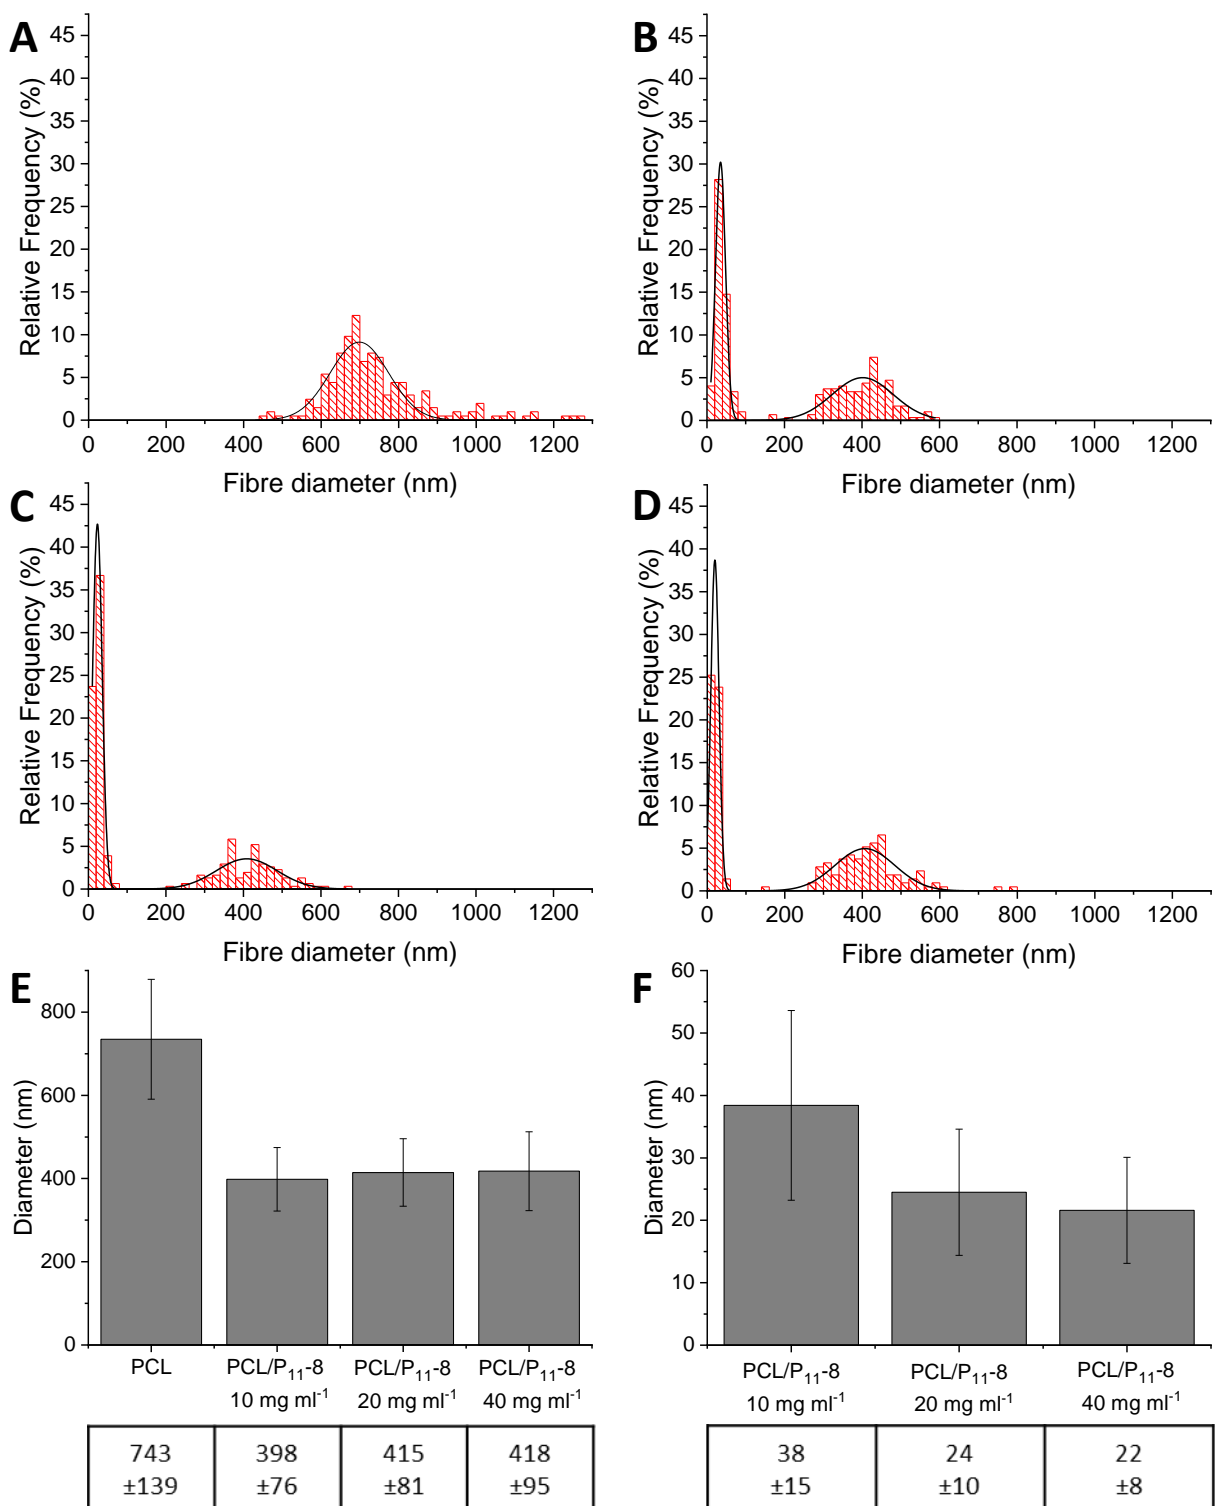 A
Relative Frequency (%)
45
40
35
30
25
20
15
10
5
0
0 200 400 600 800 1000 1200
Fibre diameter (nm)
B
Relative Frequency (%)
45
40
35
30
25
20
15
10
5
0
0 200 400 600 800 1000 1200
Fibre diameter (nm)
C
Relative Frequency (%)
45
40
35
30
25
20
15
10
5
0
0 200 400 600 800 1000 1200
Fibre diameter (nm)
D
Relative Frequency (%)
45
40
35
30
25
20
15
10
5
0
0 200 400 600 800 1000 1200
Fibre diameter (nm)
E
Diameter (nm)
800
600
400
200
0
PCL
PCL/P₁₁-8
10 mg ml⁻¹
PCL/P₁₁-8
20 mg ml⁻¹
PCL/P₁₁-8
40 mg ml⁻¹
743 398 415 418
±139 ±76 ±81 ±95
F
Diameter (nm)
60
50
40
30
20
10
0
PCL/P₁₁-8
10 mg ml⁻¹
PCL/P₁₁-8
20 mg ml⁻¹
PCL/P₁₁-8
40 mg ml⁻¹
38 24 22
±15 ±10 ±8